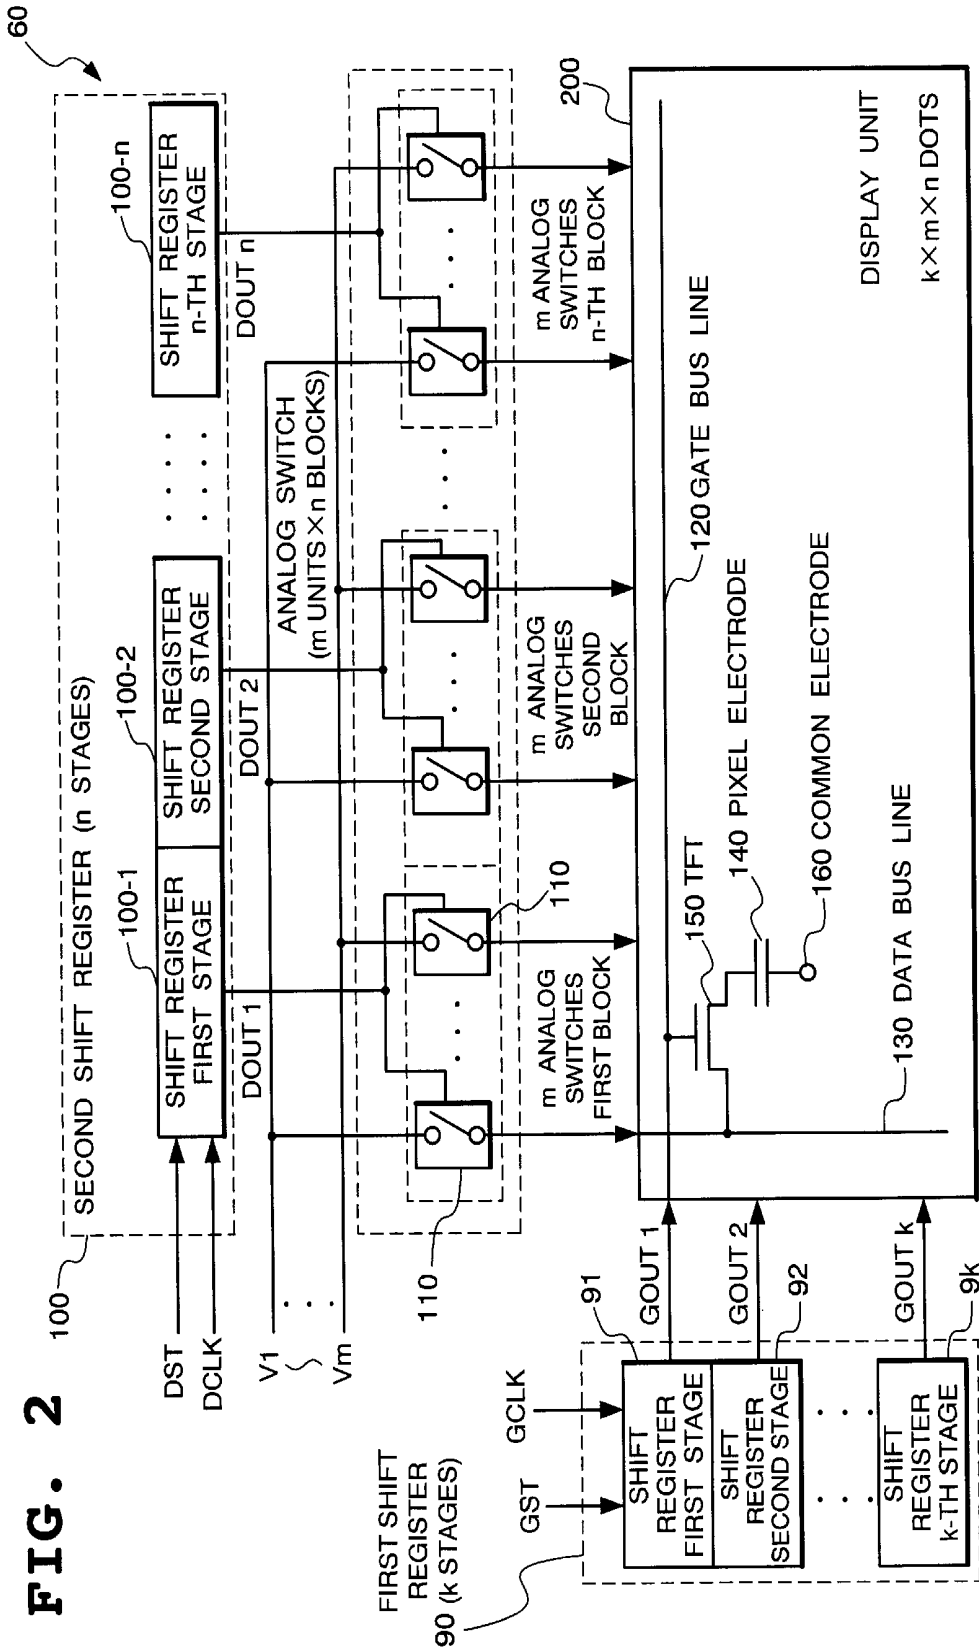 FIG. 2
60
100
SECOND SHIFT REGISTER (n STAGES)
100-1
100-2
100-n
SHIFT REGISTER
FIRST STAGE
SHIFT REGISTER
SECOND STAGE
SHIFT REGISTER
n-TH STAGE
DST
DCLK
DOUT 1
DOUT 2
DOUT n
V1
Vm
ANALOG SWITCH
(m UNITS×n BLOCKS)
110
110
m ANALOG
SWITCHES
FIRST BLOCK
m ANALOG
SWITCHES
SECOND
BLOCK
m ANALOG
SWITCHES
n-TH BLOCK
200
FIRST SHIFT
REGISTER
90 (k STAGES)
GST
GCLK
91
SHIFT
REGISTER
FIRST STAGE
GOUT 1
SHIFT
REGISTER
SECOND STAGE
92
GOUT 2
SHIFT
REGISTER
k-TH STAGE
9k
GOUT k
120 GATE BUS LINE
150 TFT
140 PIXEL ELECTRODE
160 COMMON ELECTRODE
130 DATA BUS LINE
DISPLAY UNIT
k×m×n DOTS